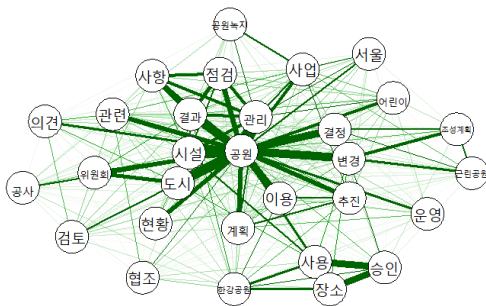 공원녹지
서울
사항
점검
사업
어린이
의견
관련
결과
관리
결정
조성계획
시설
공원
변경
위원회
근린공원
공사
도시
이용
추진
운영
검토
현황
계획
협조
사용
승인
한강공원
장소